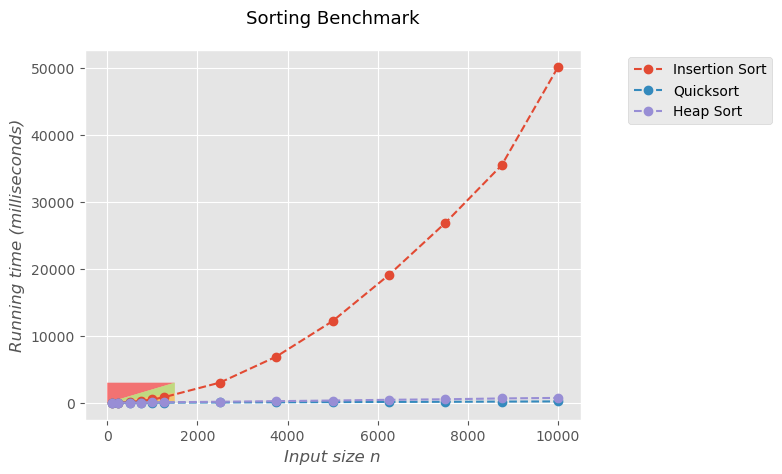 Sorting Benchmark
Insertion Sort
Quicksort
Heap Sort
Running time (milliseconds)
50000
40000
30000
20000
10000
0
0 2000 4000 6000 8000 10000
Input size n